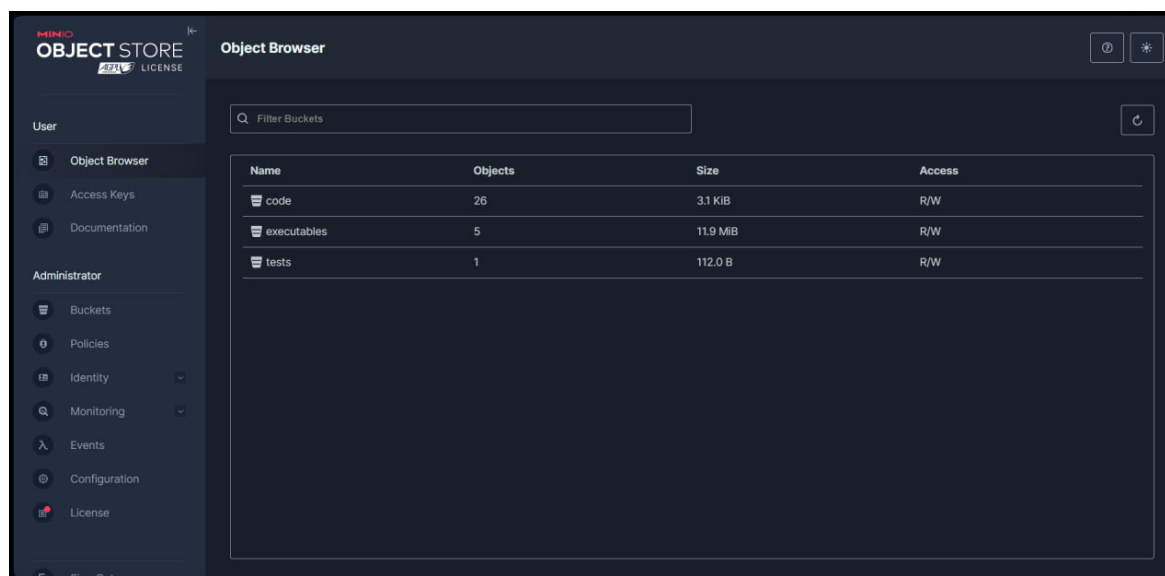 MINIO
OBJECT STORE
AGPLv3 LICENSE
User
Object Browser
Access Keys
Documentation
Administrator
Buckets
Policies
Identity
Monitoring
Events
Configuration
License
Object Browser
Filter Buckets
Name Objects Size Access
code 26 3.1 KiB R/W
executables 5 11.9 MiB R/W
tests 1 112.0 B R/W